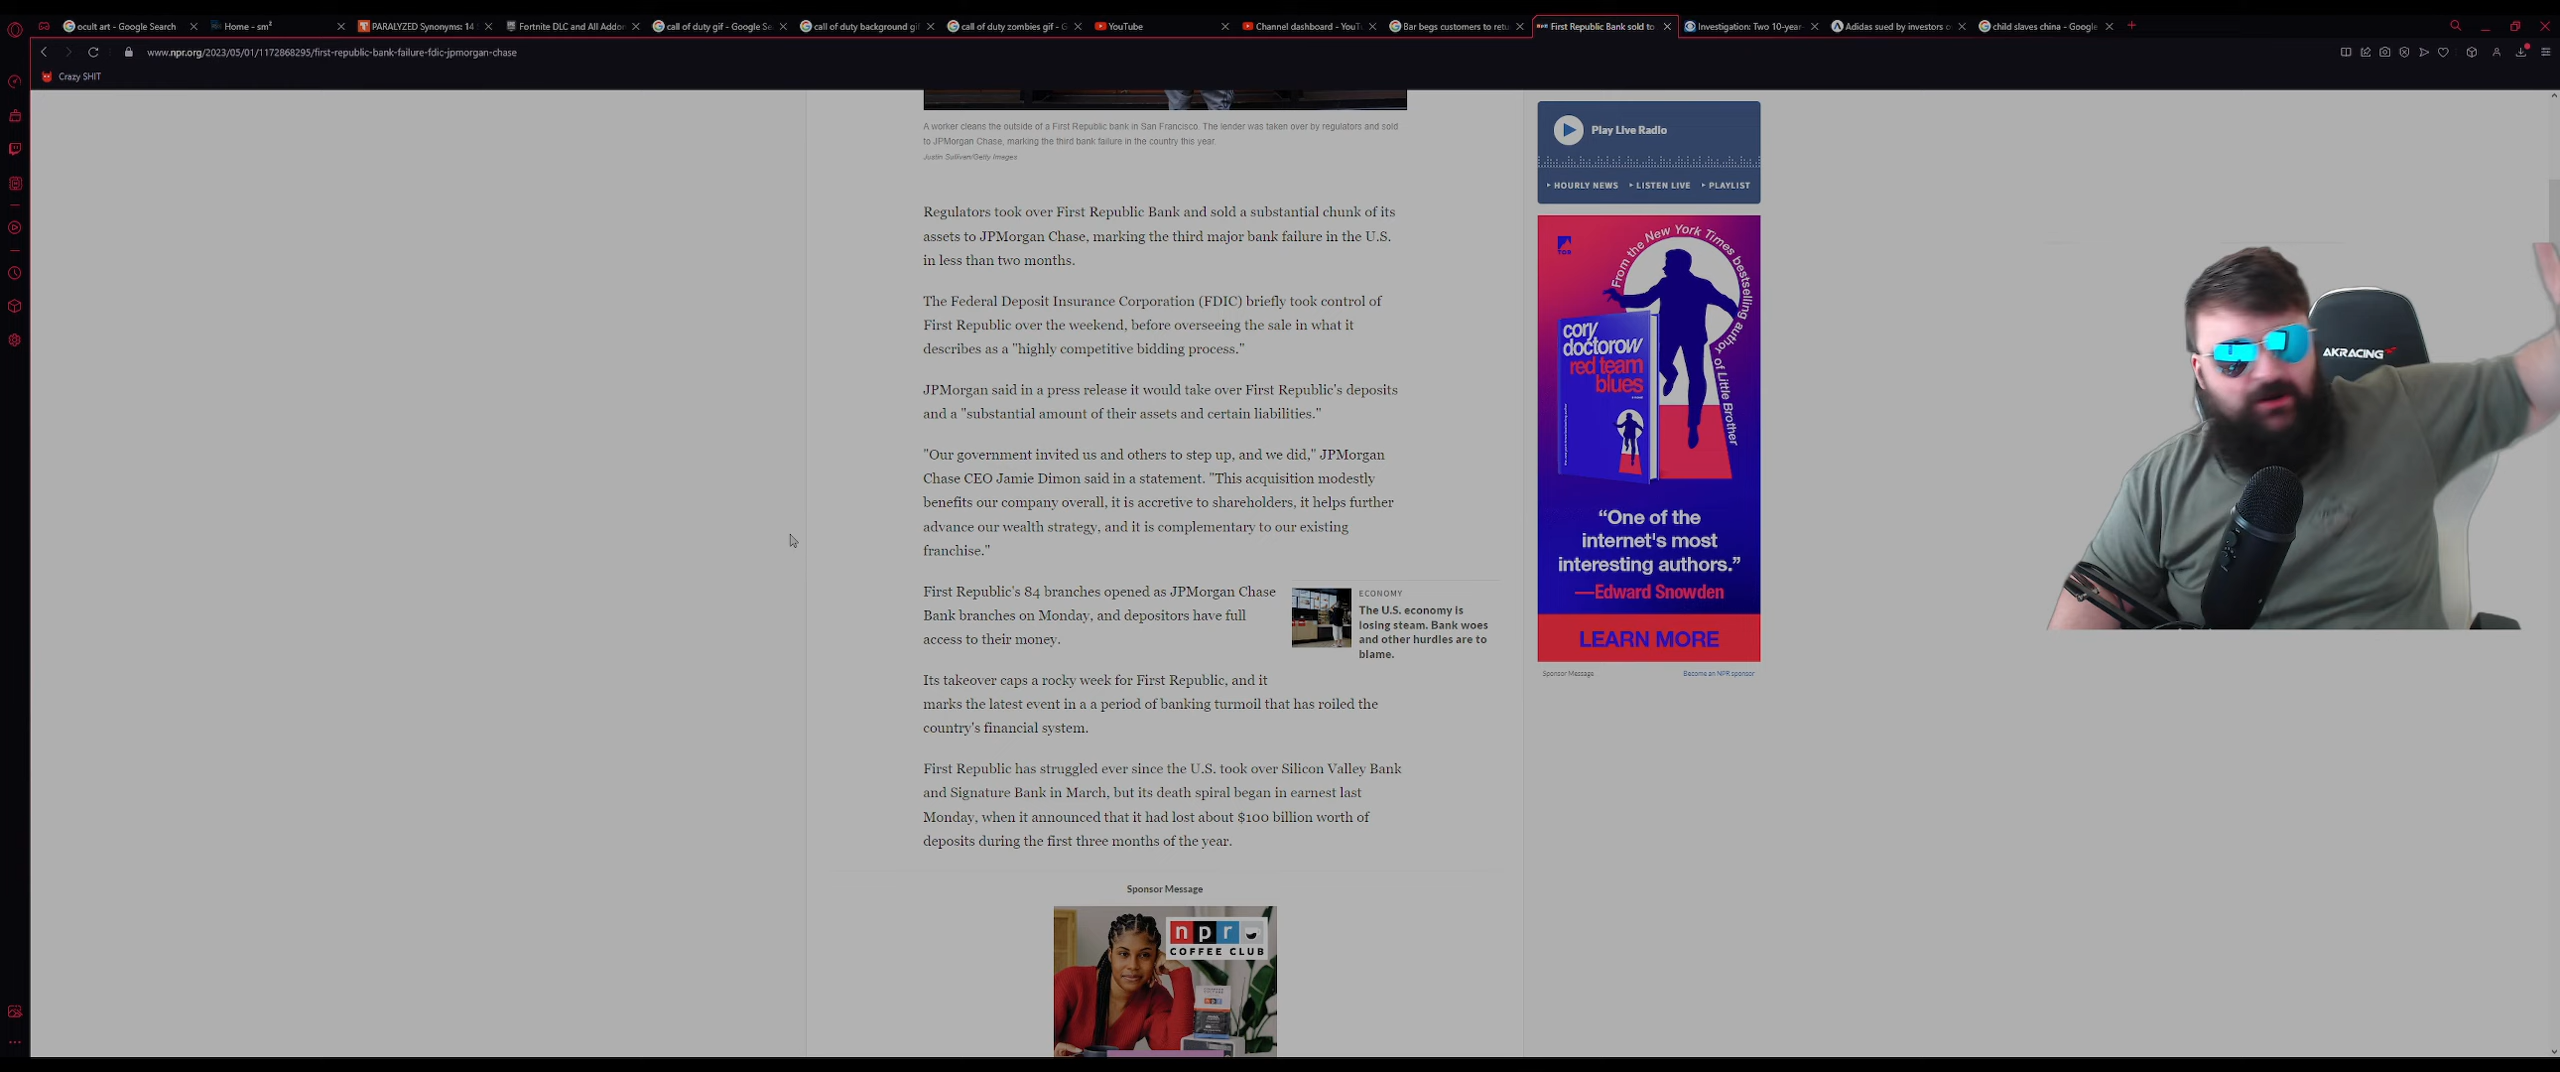 ocult art - Google Search
Home - sm²
PARALYZED Synonyms: 14
Fortnite DLC and All Addon
call of duty gif - Google Se
call of duty background gif
call of duty zombies gif - G
YouTube
Channel dashboard - YouT
Bar begs customers to retu
First Republic Bank sold to
Investigation: Two 10-year-
Adidas sued by investors o
child slaves china - Google
www.npr.org/2023/05/01/1172868295/first-republic-bank-failure-fdic-jpmorgan-chase
Crazy SHIT
A worker cleans the outside of a First Republic bank in San Francisco. The lender was taken over by regulators and sold
to JPMorgan Chase, marking the third bank failure in the country this year.
Justin Sullivan/Getty Images
Regulators took over First Republic Bank and sold a substantial chunk of its
assets to JPMorgan Chase, marking the third major bank failure in the U.S.
in less than two months.
The Federal Deposit Insurance Corporation (FDIC) briefly took control of
First Republic over the weekend, before overseeing the sale in what it
describes as a "highly competitive bidding process."
JPMorgan said in a press release it would take over First Republic's deposits
and a "substantial amount of their assets and certain liabilities."
"Our government invited us and others to step up, and we did," JPMorgan
Chase CEO Jamie Dimon said in a statement. "This acquisition modestly
benefits our company overall, it is accretive to shareholders, it helps further
advance our wealth strategy, and it is complementary to our existing
franchise."
First Republic's 84 branches opened as JPMorgan Chase
Bank branches on Monday, and depositors have full
access to their money.
ECONOMY
The U.S. economy is
losing steam. Bank woes
and other hurdles are to
blame.
Its takeover caps a rocky week for First Republic, and it
marks the latest event in a a period of banking turmoil that has roiled the
country's financial system.
First Republic has struggled ever since the U.S. took over Silicon Valley Bank
and Signature Bank in March, but its death spiral began in earnest last
Monday, when it announced that it had lost about $100 billion worth of
deposits during the first three months of the year.
Sponsor Message
npr
COFFEE CLUB
Play Live Radio
HOURLY NEWS
LISTEN LIVE
PLAYLIST
TOR
From the New York Times bestselling author of Little Brother
cory
doctorow
red team
blues
"One of the
internet's most
interesting authors."
—Edward Snowden
LEARN MORE
Sponsor Message
Become an NPR sponsor
AKRACING